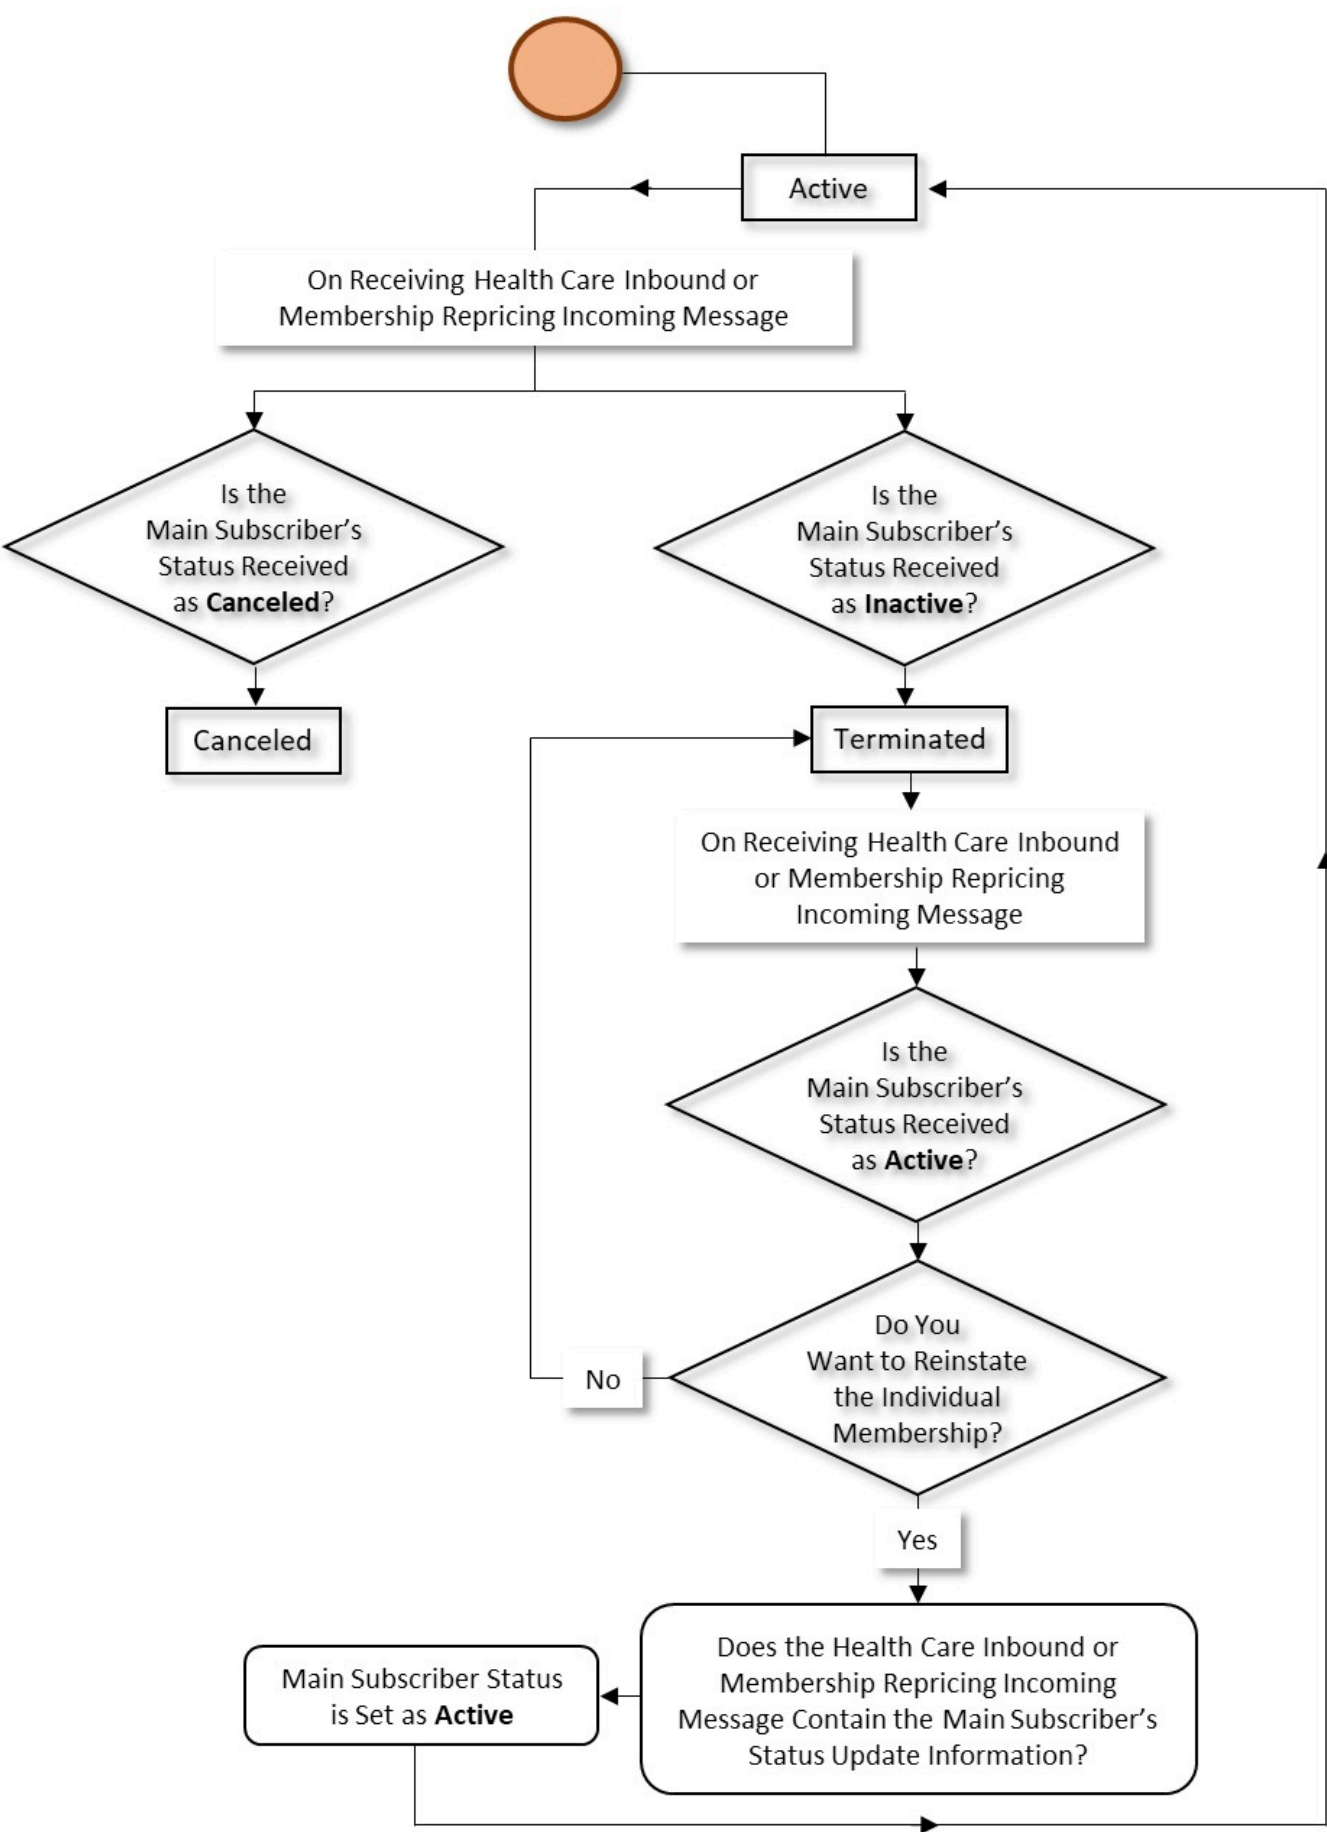 Active
On Receiving Health Care Inbound or
Membership Repricing Incoming Message
Is the
Main Subscriber’s
Status Received
as Canceled?
Is the
Main Subscriber’s
Status Received
as Inactive?
Canceled
Terminated
On Receiving Health Care Inbound
or Membership Repricing
Incoming Message
Is the
Main Subscriber’s
Status Received
as Active?
Do You
Want to Reinstate
the Individual
Membership?
No
Yes
Does the Health Care Inbound or
Membership Repricing Incoming
Message Contain the Main Subscriber’s
Status Update Information?
Main Subscriber Status
is Set as Active